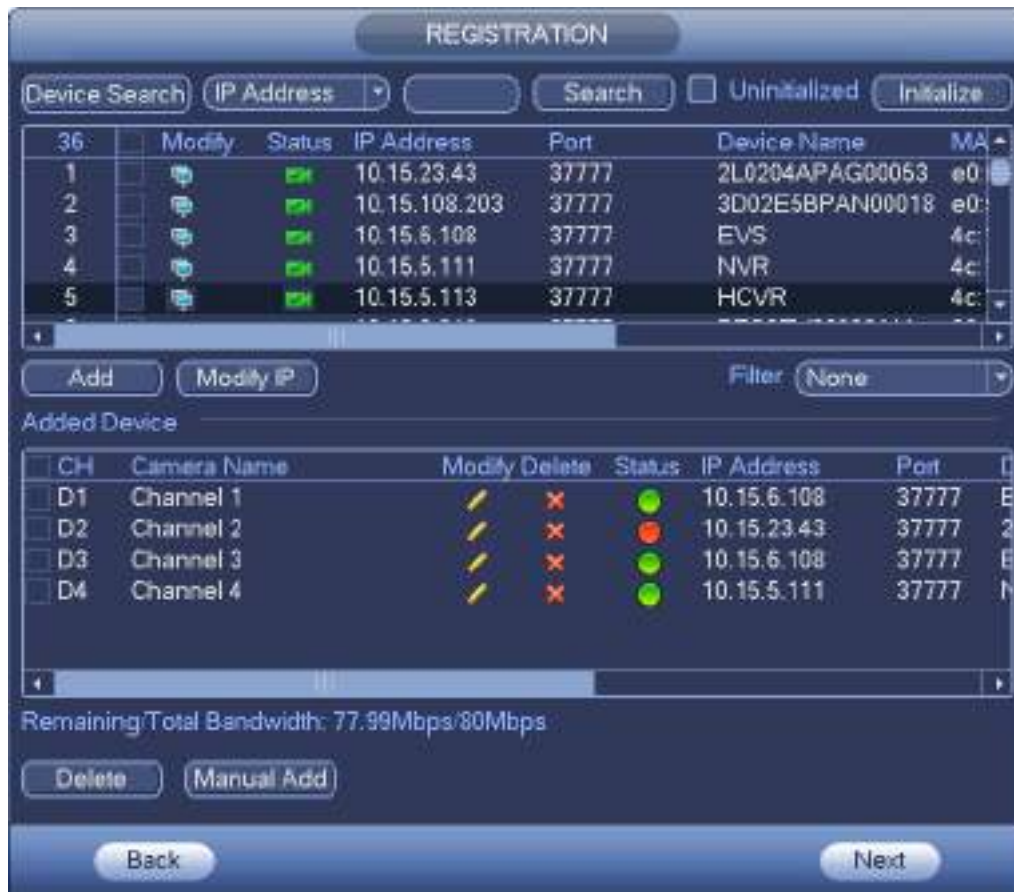 REGISTRATION
Device Search IP Address Search Uninitialized Initialize
36 Modify Status IP Address Port Device Name MA
1 10.15.23.43 37777 2L0204APAG00053 e0:
2 10.15.108.203 37777 3D02E5BPAN00018 e0:
3 10.15.6.108 37777 EVS 4c:
4 10.15.5.111 37777 NVR 4c:
5 10.15.5.113 37777 HCVR 4c:
Add Modify IP Filter None
Added Device
CH Camera Name Modify Delete Status IP Address Port
D1 Channel 1 10.15.6.108 37777 E
D2 Channel 2 10.15.23.43 37777 2
D3 Channel 3 10.15.6.108 37777 E
D4 Channel 4 10.15.5.111 37777 N
Remaining/Total Bandwidth: 77.99Mbps/80Mbps
Delete Manual Add
Back Next